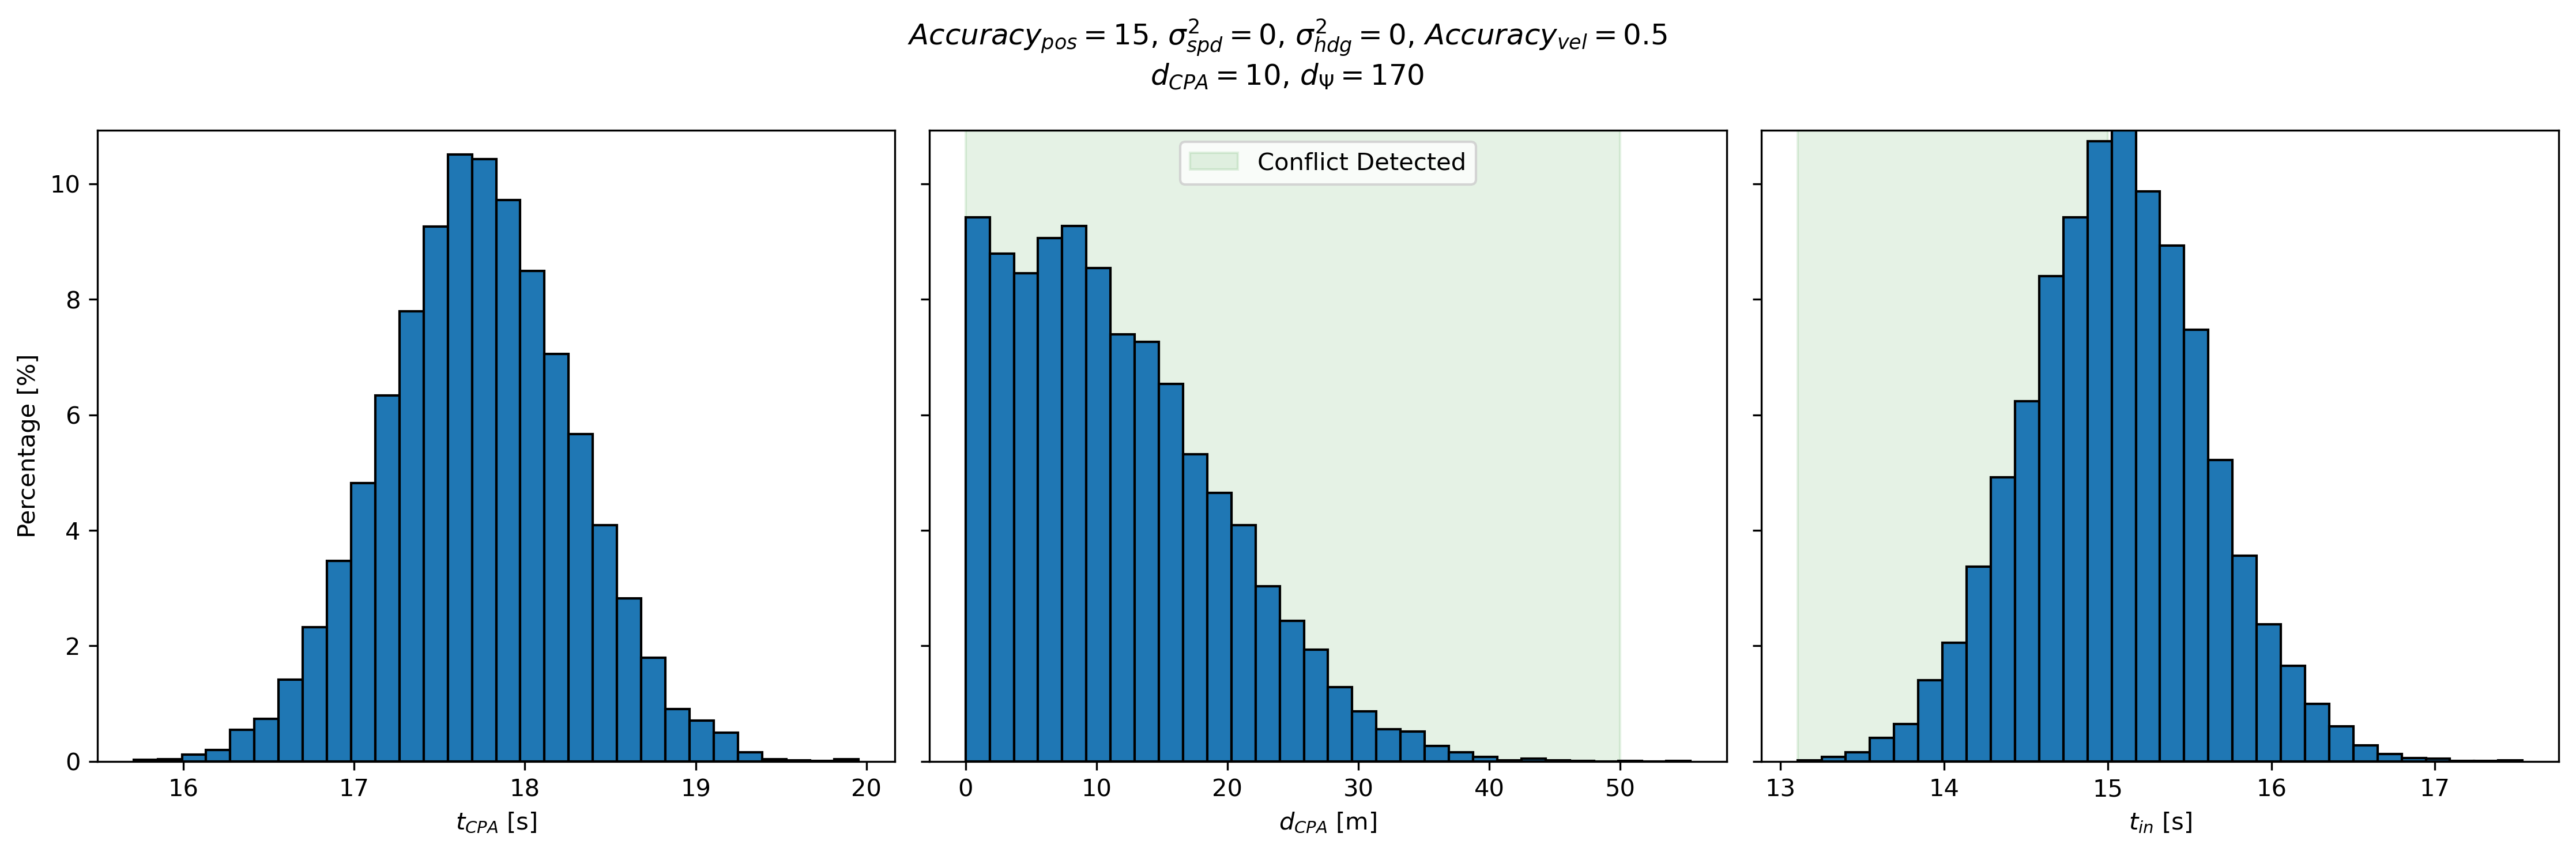 Accuracy_pos = 15, σ²_spd = 0, σ²_hdg = 0, Accuracy_vel = 0.5
d_CPA = 10, d_Ψ = 170
Percentage [%]
10
8
6
4
2
0
16 17 18 19 20
t_CPA [s]
Conflict Detected
0 10 20 30 40 50
d_CPA [m]
13 14 15 16 17
t_in [s]